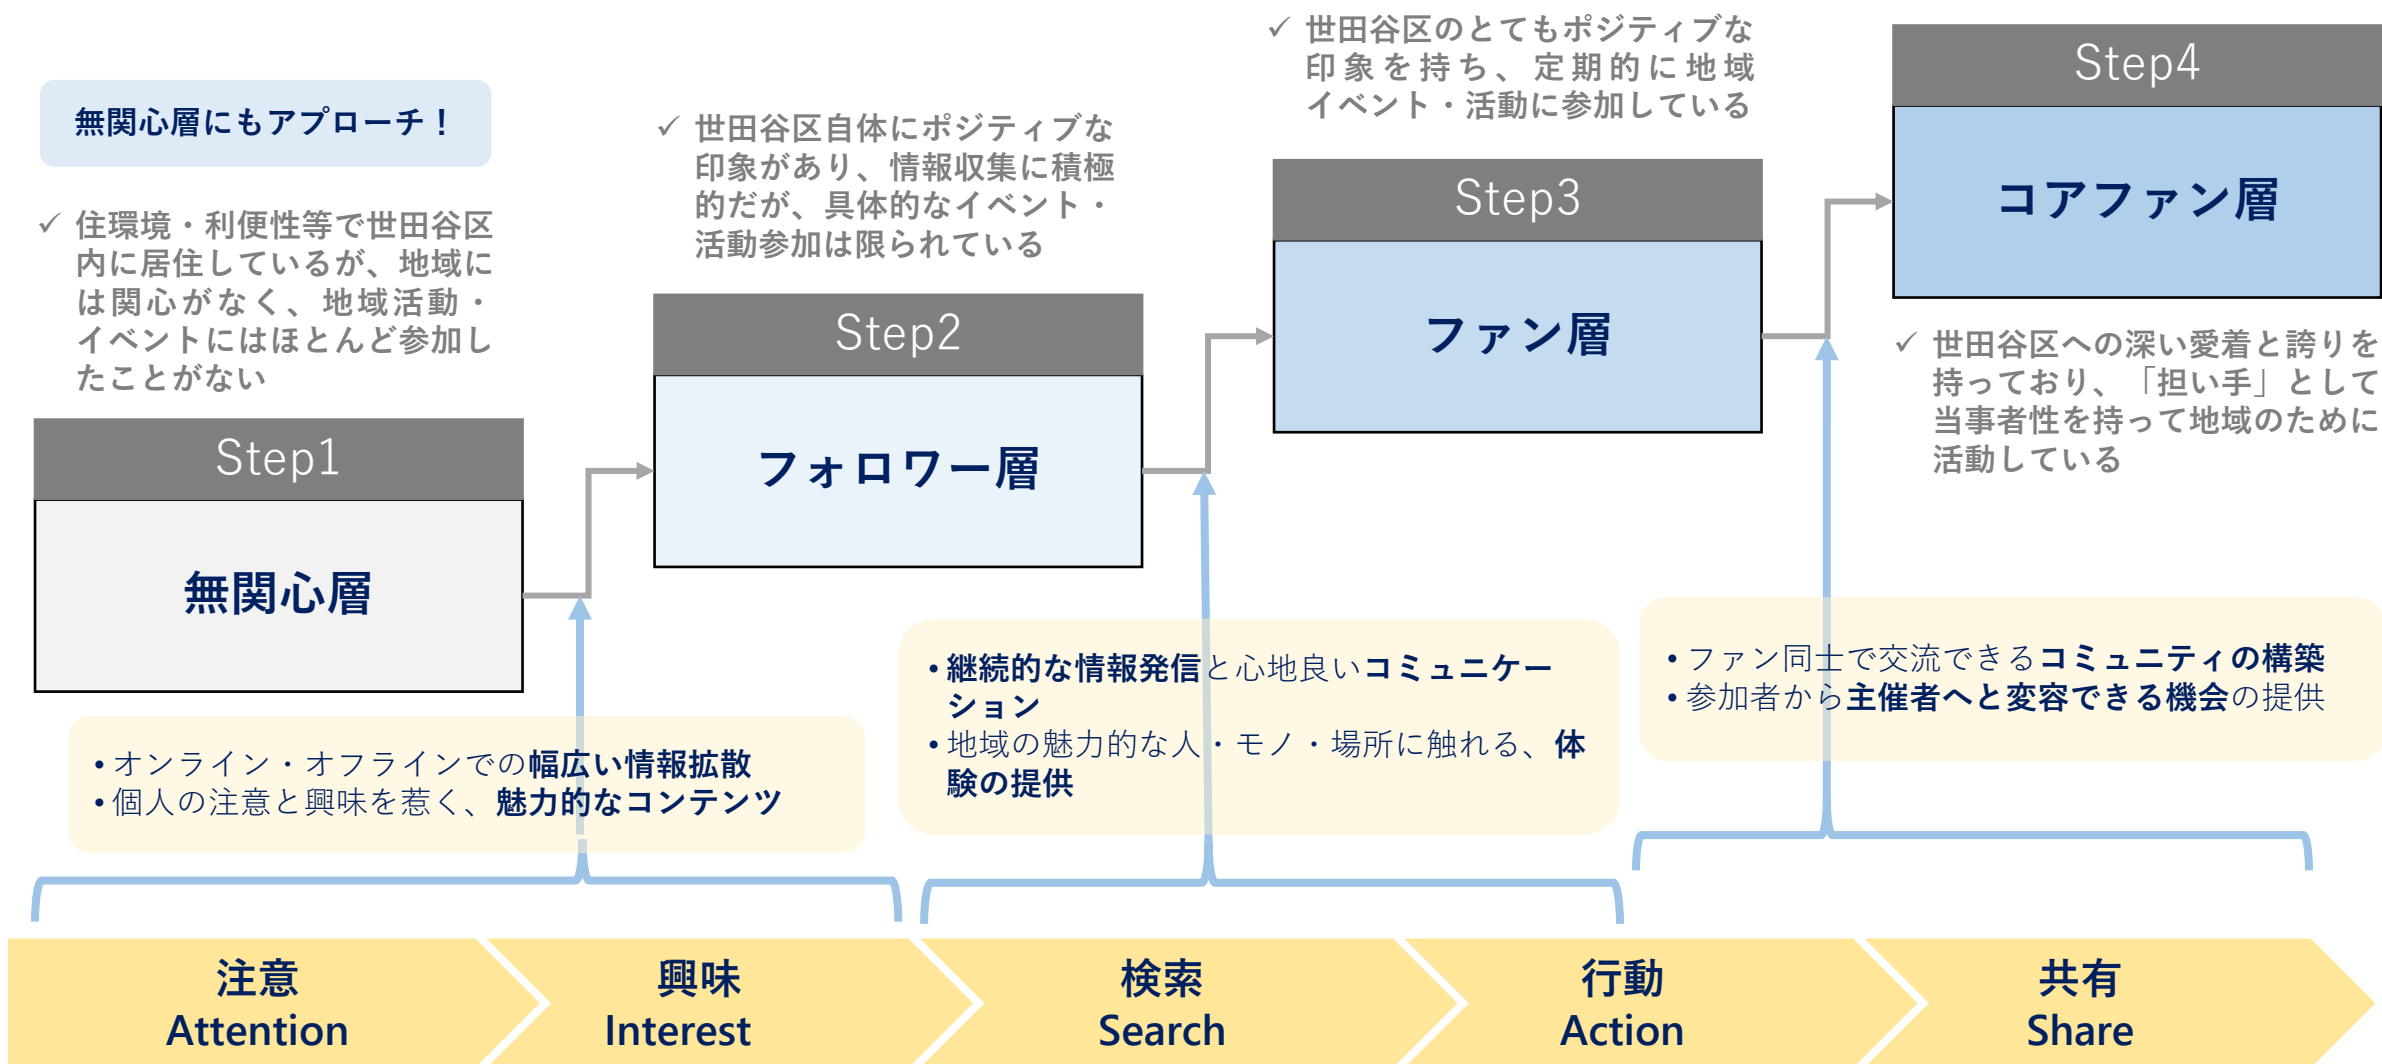 無関心層にもアプローチ！
✓ 住環境・利便性等で世田谷区
内に居住しているが、地域に
は関心がなく、地域活動・
イベントにはほとんど参加し
たことがない
Step1
無関心層
✓ 世田谷区自体にポジティブな
印象があり、情報収集に積極
的だが、具体的なイベント・
活動参加は限られている
Step2
フォロワー層
✓ 世田谷区のとてもポジティブな
印象を持ち、定期的に地域
イベント・活動に参加している
Step3
ファン層
Step4
コアファン層
✓ 世田谷区への深い愛着と誇りを
持っており、「担い手」として
当事者性を持って地域のために
活動している
• オンライン・オフラインでの幅広い情報拡散
• 個人の注意と興味を惹く、魅力的なコンテンツ
• 継続的な情報発信と心地良いコミュニケー
ション
• 地域の魅力的な人・モノ・場所に触れる、体
験の提供
• ファン同士で交流できるコミュニティの構築
• 参加者から主催者へと変容できる機会の提供
注意
Attention
興味
Interest
検索
Search
行動
Action
共有
Share